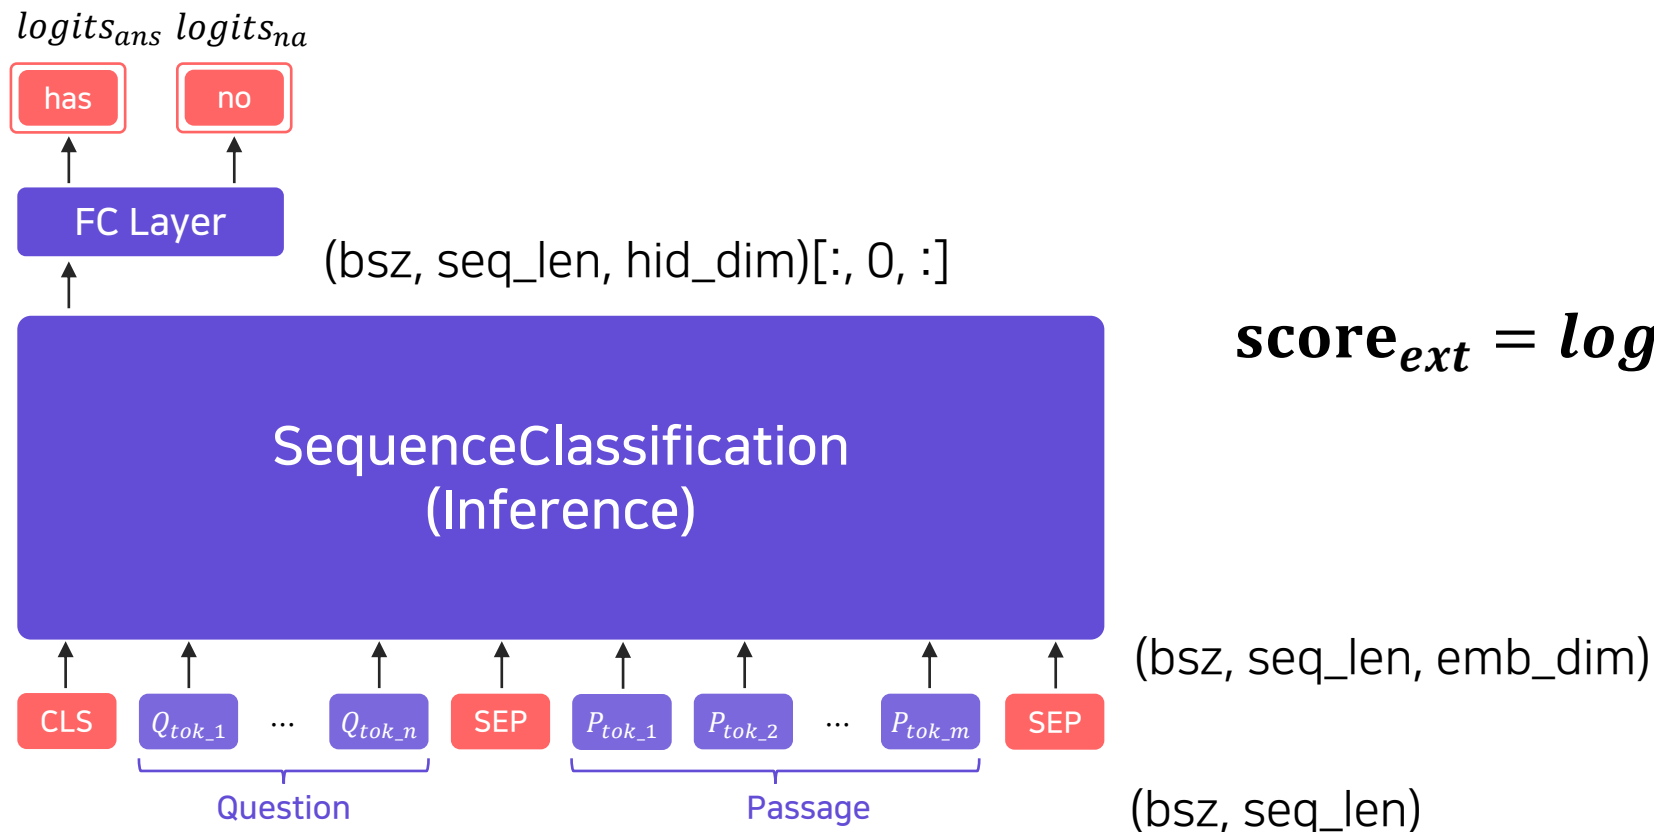 logits_ans logits_na
has no
FC Layer
(bsz, seq_len, hid_dim)[:, 0, :]
score_ext = log
SequenceClassification
(Inference)
(bsz, seq_len, emb_dim)
CLS Q_tok_1 ... Q_tok_n SEP P_tok_1 P_tok_2 ... P_tok_m SEP
Question Passage
(bsz, seq_len)